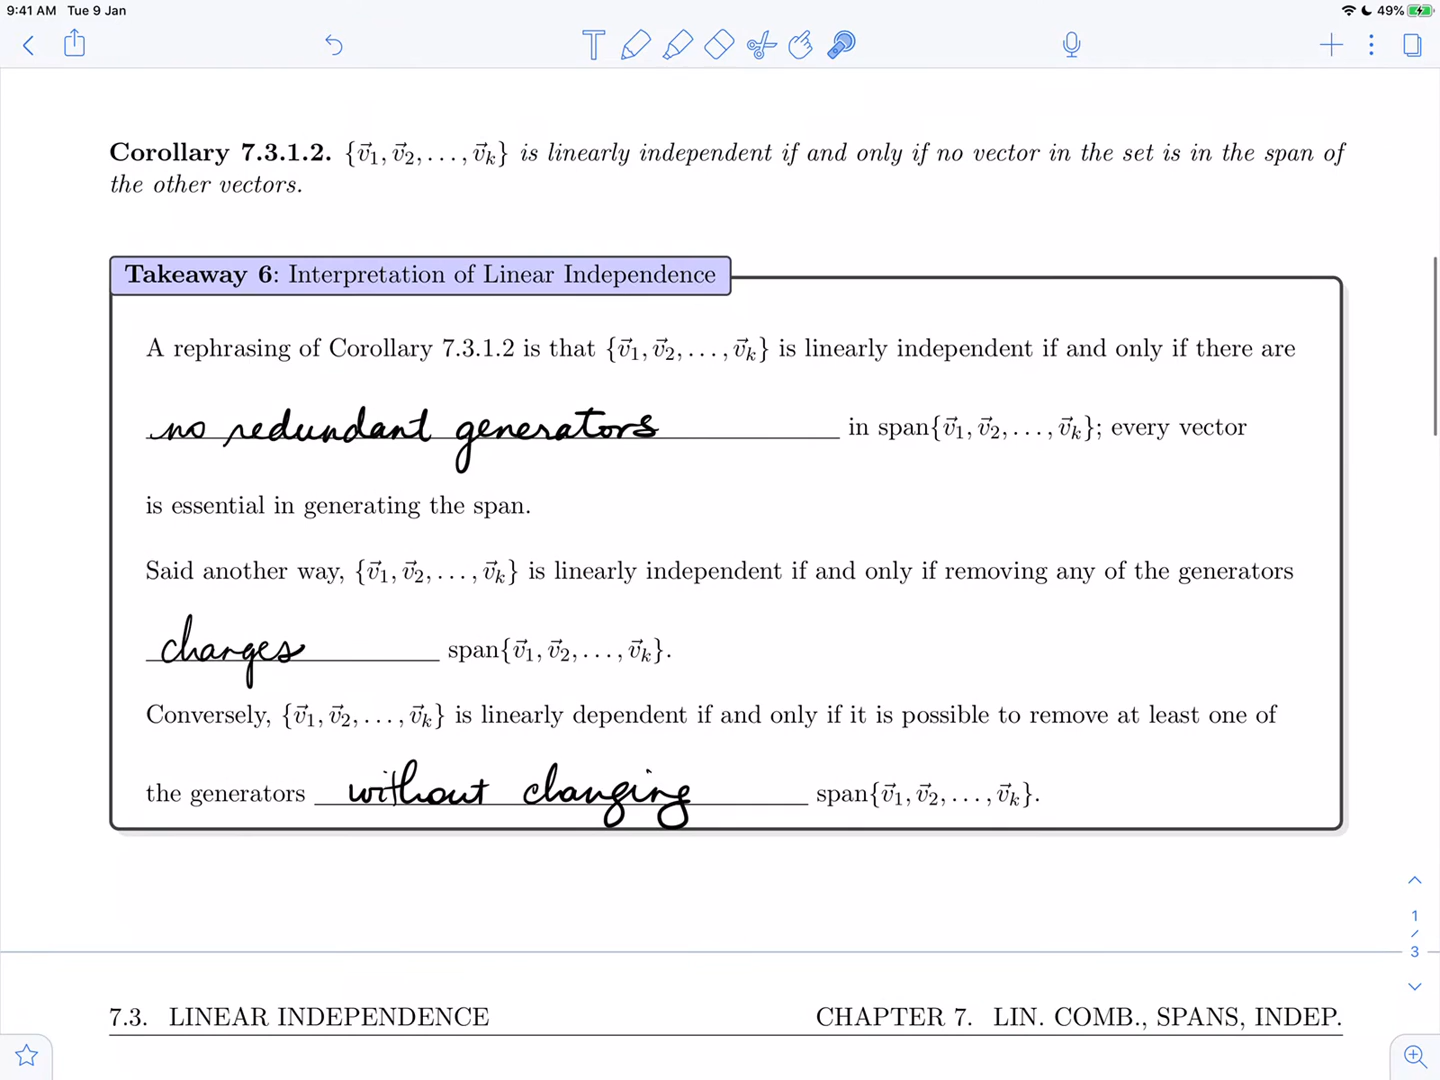 9:41 AM Tue 9 Jan
49%
Corollary 7.3.1.2. {v⃗₁, v⃗₂, . . . , v⃗ₖ} is linearly independent if and only if no vector in the set is in the span of
the other vectors.
Takeaway 6: Interpretation of Linear Independence
A rephrasing of Corollary 7.3.1.2 is that {v⃗₁, v⃗₂, . . . , v⃗ₖ} is linearly independent if and only if there are
no redundant generators in span{v⃗₁, v⃗₂, . . . , v⃗ₖ}; every vector
is essential in generating the span.
Said another way, {v⃗₁, v⃗₂, . . . , v⃗ₖ} is linearly independent if and only if removing any of the generators
changes span{v⃗₁, v⃗₂, . . . , v⃗ₖ}.
Conversely, {v⃗₁, v⃗₂, . . . , v⃗ₖ} is linearly dependent if and only if it is possible to remove at least one of
the generators without changing span{v⃗₁, v⃗₂, . . . , v⃗ₖ}.
1
/
3
7.3. LINEAR INDEPENDENCE CHAPTER 7. LIN. COMB., SPANS, INDEP.